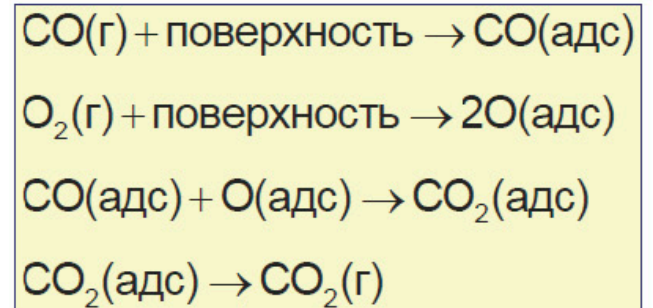 CO(г) + поверхность → CO(адс)
O₂(г) + поверхность → 2O(адс)
CO(адс) + O(адс) → CO₂(адс)
CO₂(адс) → CO₂(г)